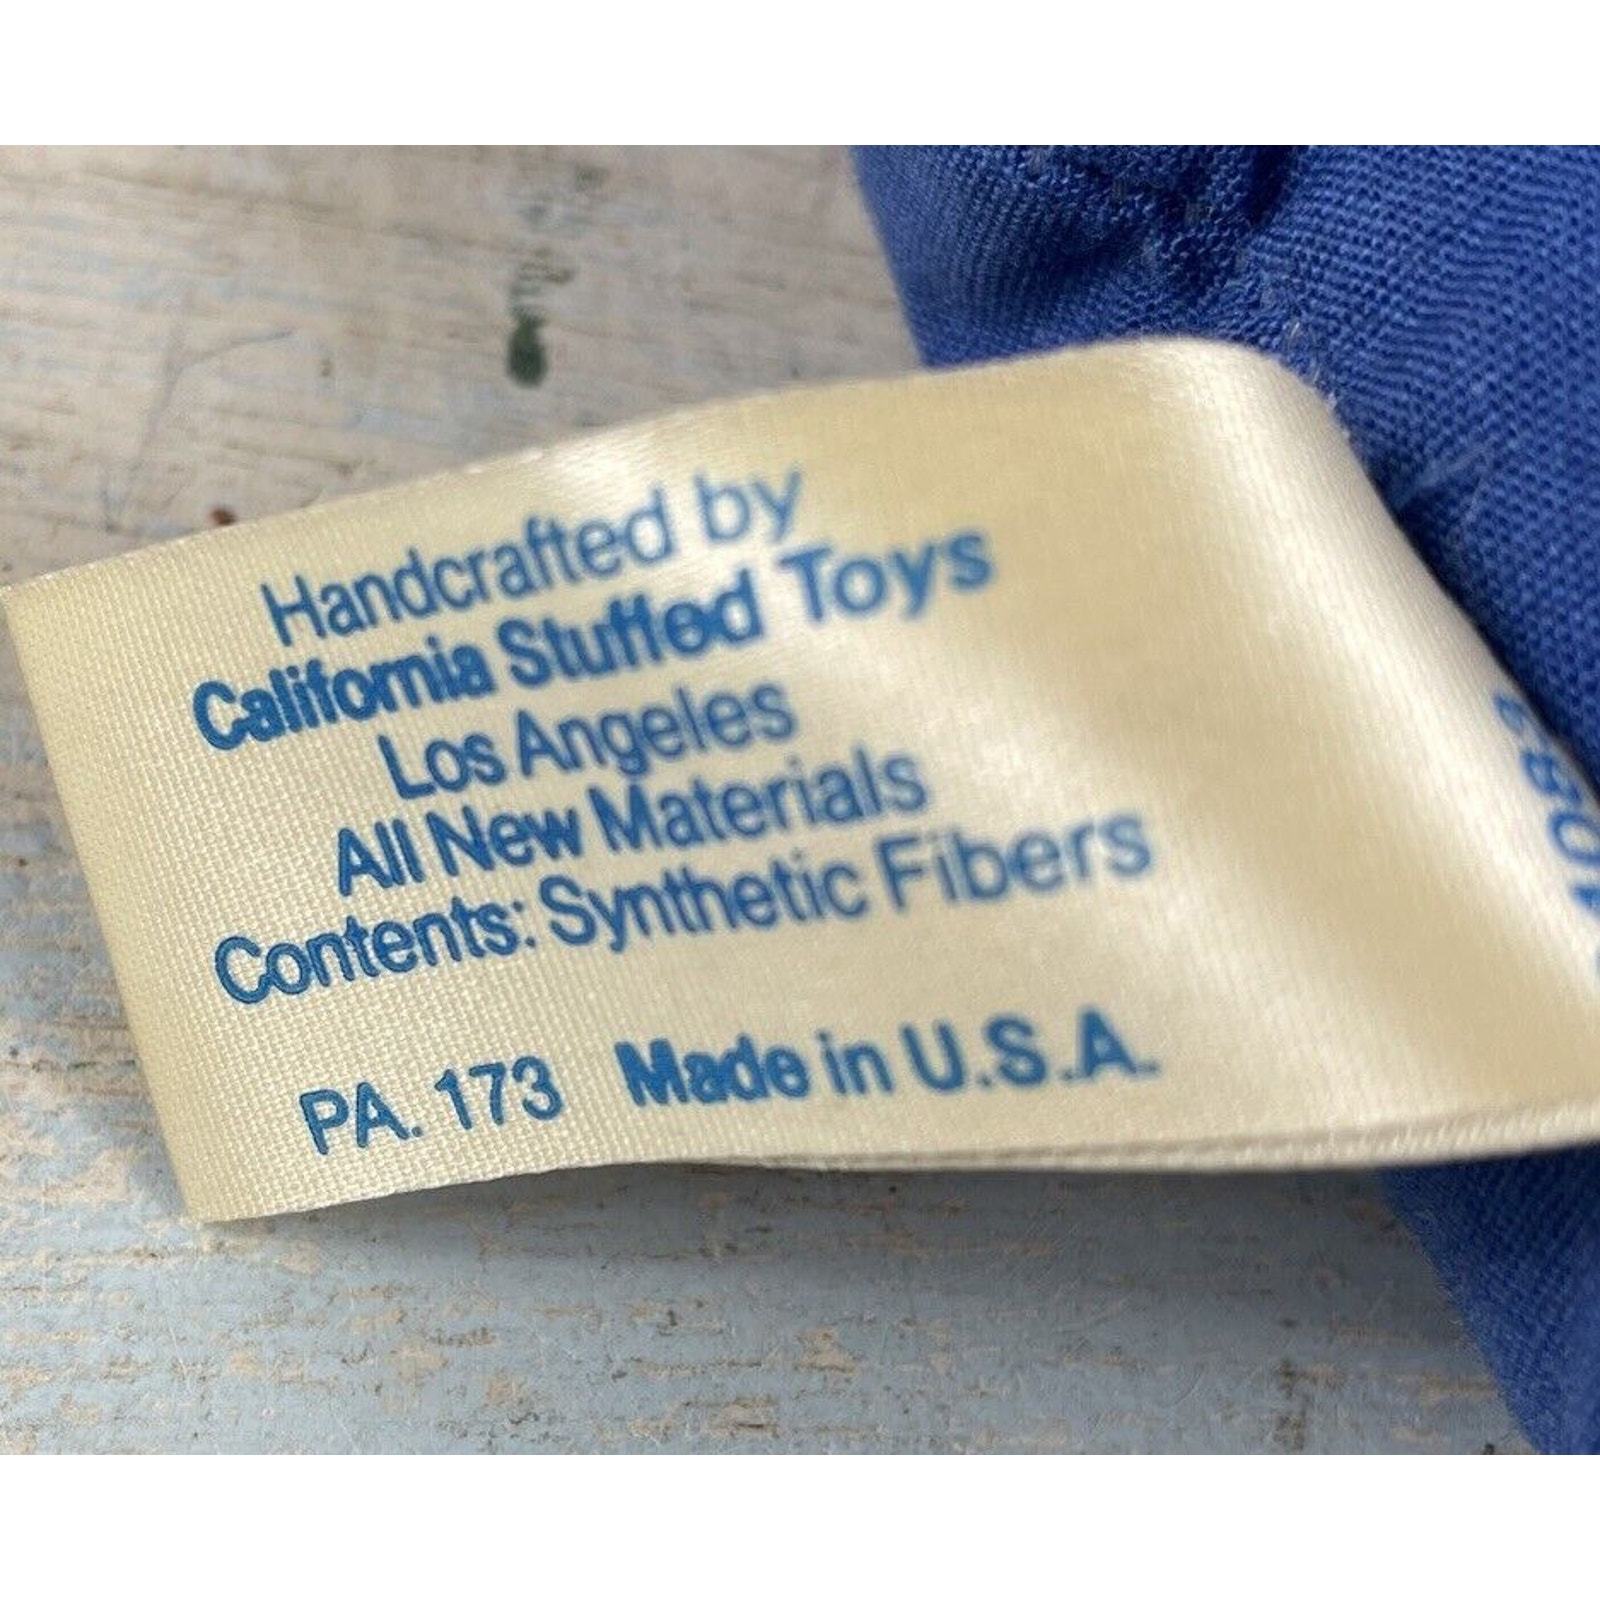 Handcrafted by
California Stuffed Toys
Los Angeles
All New Materials
Contents: Synthetic Fibers
PA. 173 Made in U.S.A.